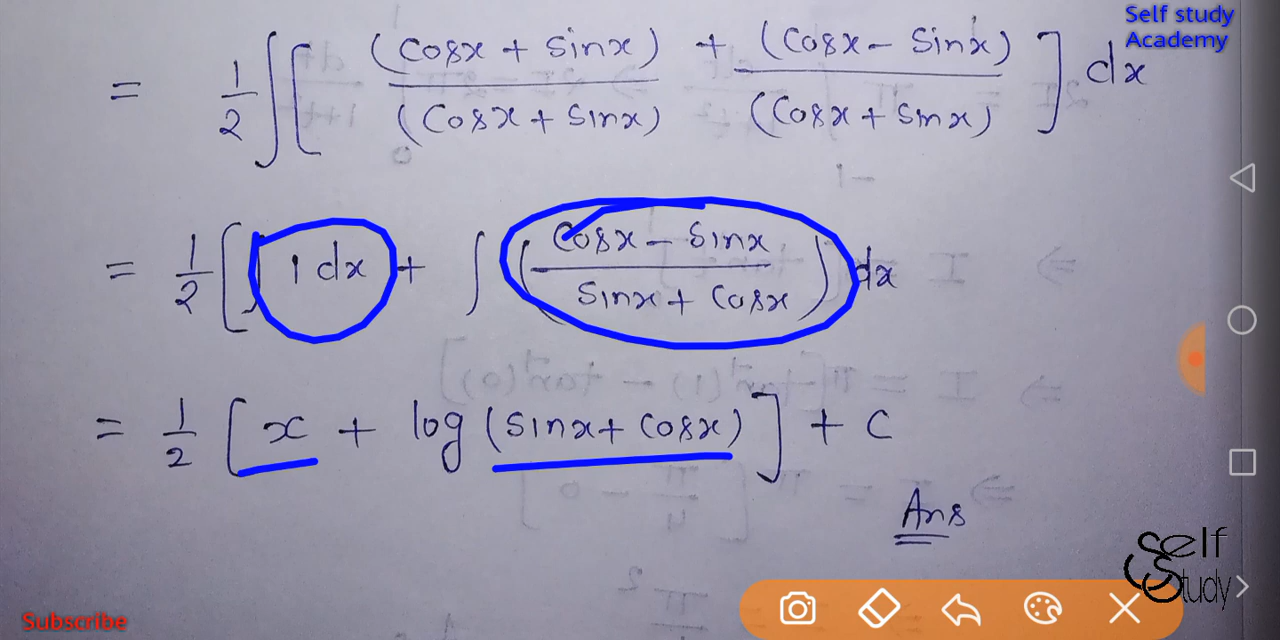 Self study
Academy
= 1/2 ∫ [ (Cosx + Sinx) / (Cosx + Sinx) + (Cosx - Sinx) / (Cosx + Sinx) ] dx
= 1/2 [ ∫ 1 dx + ∫ ( Cosx - Sinx / Sinx + Cosx ) dx
= 1/2 [ x + log (Sinx + Cosx) ] + C
Ans
Self
Study
Subscribe